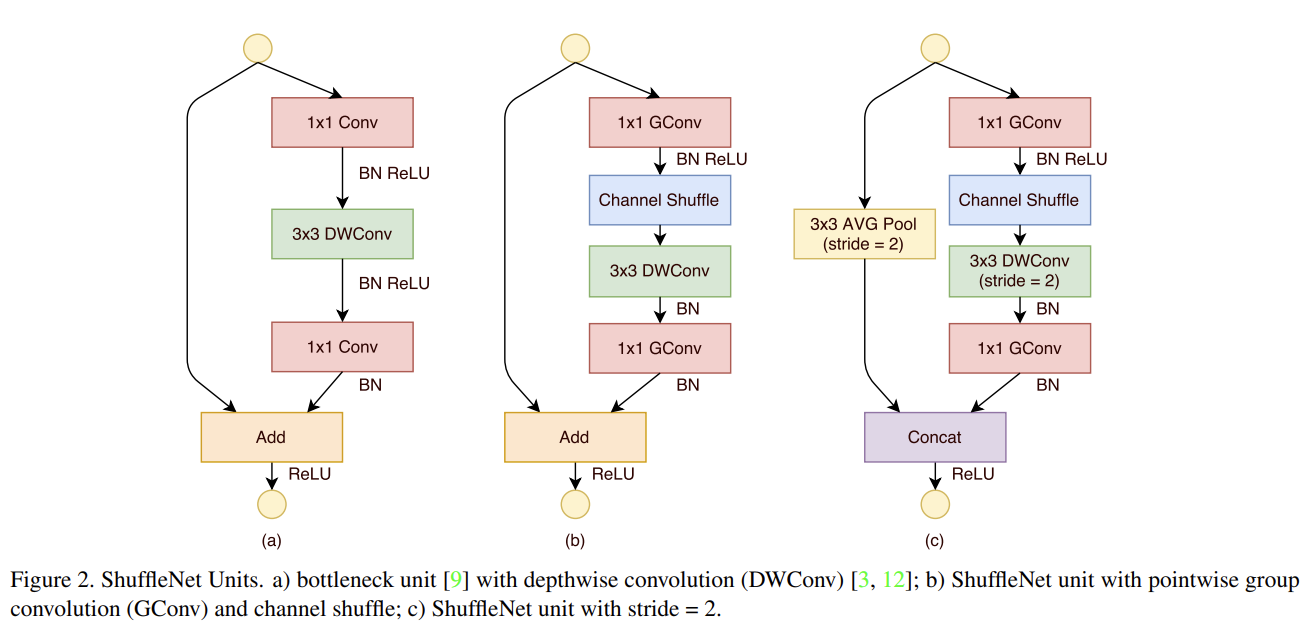 1x1 Conv
BN ReLU
3x3 DWConv
BN ReLU
1x1 Conv
BN
Add
ReLU
(a)
1x1 GConv
BN ReLU
Channel Shuffle
3x3 DWConv
BN
1x1 GConv
BN
Add
ReLU
(b)
1x1 GConv
BN ReLU
Channel Shuffle
3x3 AVG Pool
(stride = 2)
3x3 DWConv
(stride = 2)
BN
1x1 GConv
BN
Concat
ReLU
(c)
Figure 2. ShuffleNet Units. a) bottleneck unit [9] with depthwise convolution (DWConv) [3, 12]; b) ShuffleNet unit with pointwise group
convolution (GConv) and channel shuffle; c) ShuffleNet unit with stride = 2.